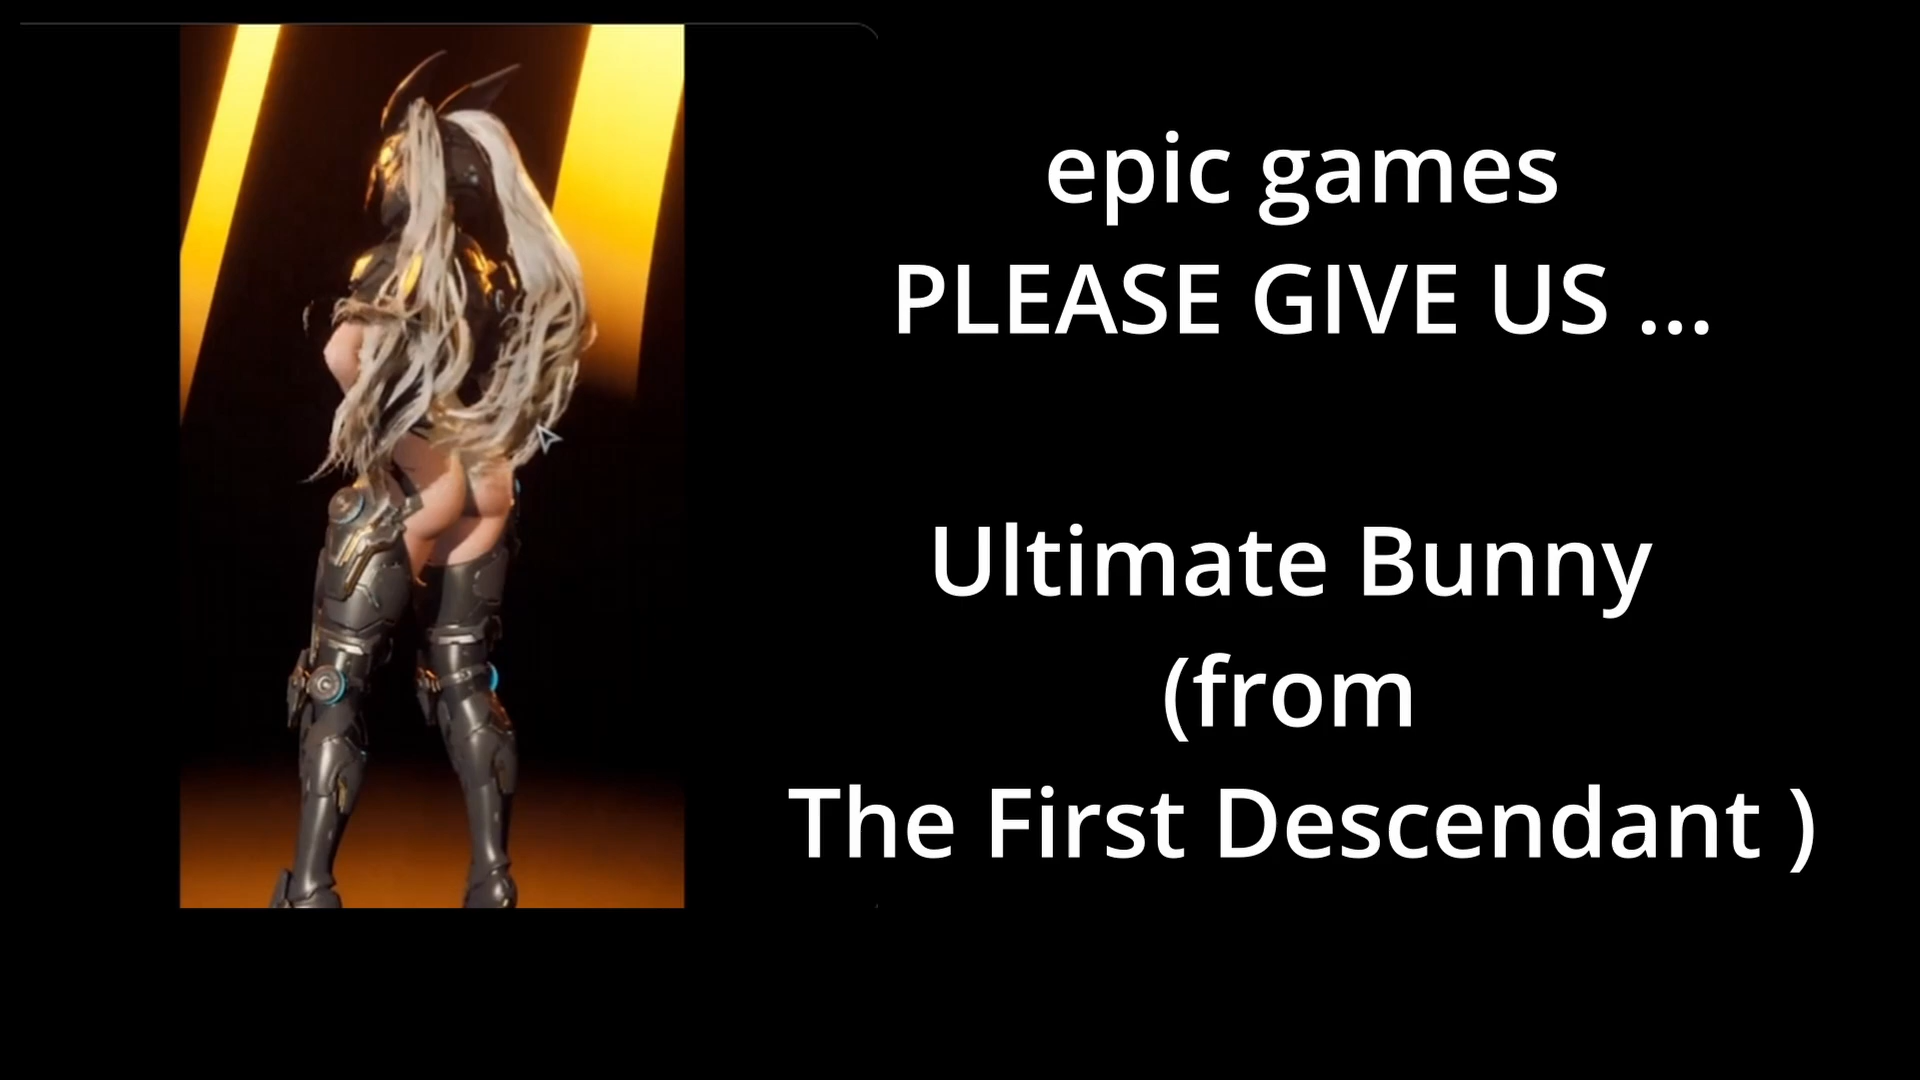 epic games
PLEASE GIVE US ...
Ultimate Bunny
(from
The First Descendant )